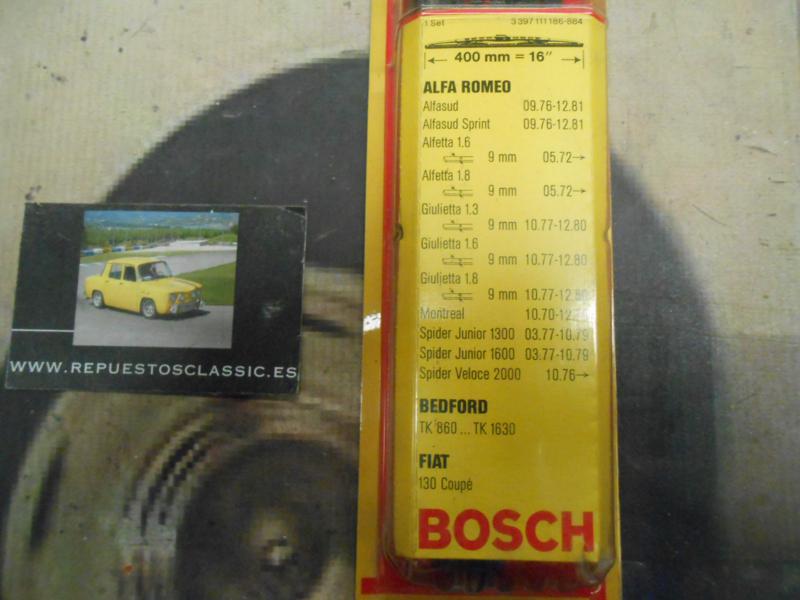 1 Set 3 397 111 186-884
400 mm = 16"
ALFA ROMEO
Alfasud 09.76-12.81
Alfasud Sprint 09.76-12.81
Alfetta 1.6
9 mm 05.72→
Alfetta 1.8
9 mm 05.72→
Giulietta 1.3
9 mm 10.77-12.80
Giulietta 1.6
9 mm 10.77-12.80
Giulietta 1.8
9 mm 10.77-12.80
Montreal 10.70-
Spider Junior 1300 03.77-10.79
Spider Junior 1600 03.77-10.79
Spider Veloce 2000 10.76→
BEDFORD
TK 860 ... TK 1630
FIAT
130 Coupé
BOSCH
WWW.REPUESTOSCLASSIC.ES